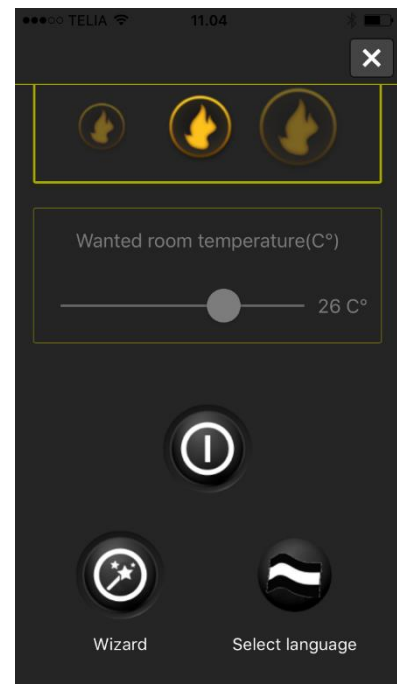 TELIA 11.04
Wanted room temperature(C°)
26 C°
Wizard
Select language